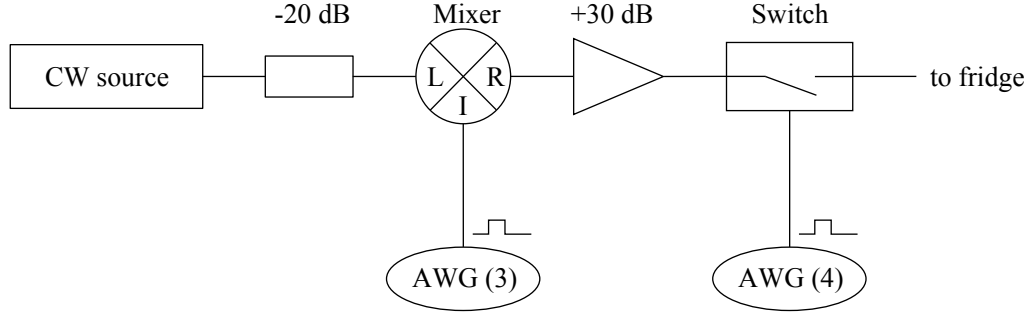 -20 dB
Mixer
+30 dB
Switch
CW source
L
R
I
to fridge
AWG (3)
AWG (4)